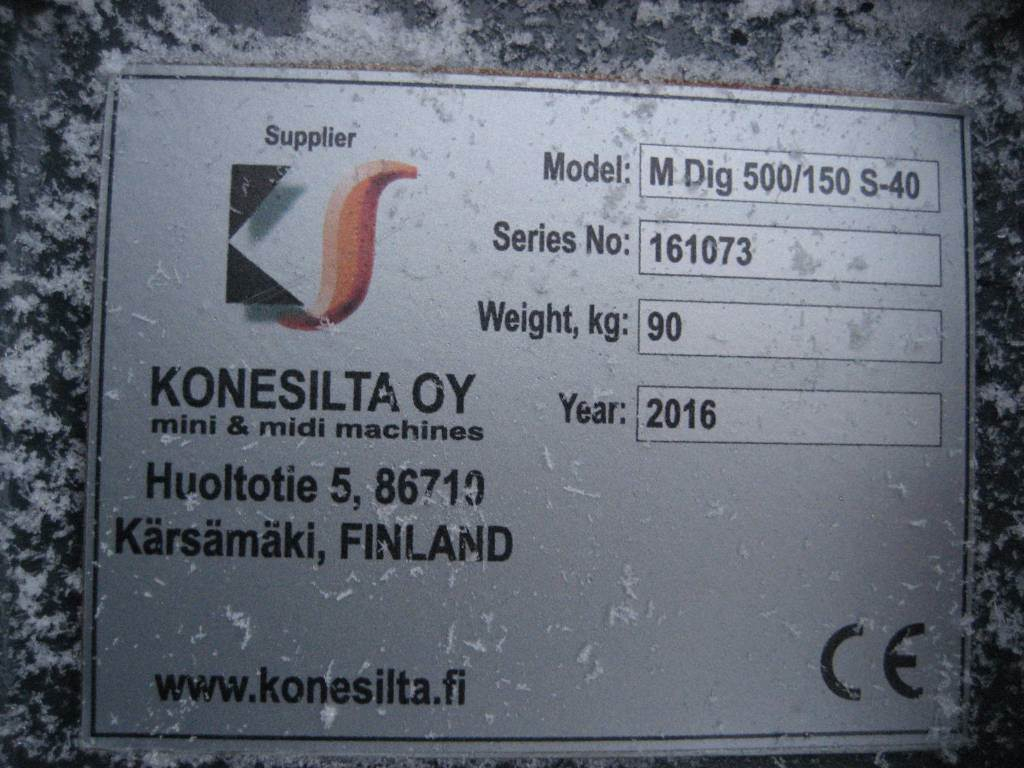 Supplier
KS
KONESILTA OY
mini & midi machines
Huoltotie 5, 86710
Kärsämäki, FINLAND
www.konesilta.fi
Model: M Dig 500/150 S-40
Series No: 161073
Weight, kg: 90
Year: 2016
CE